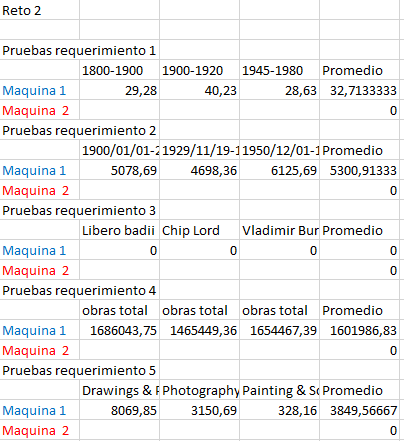 Reto 2
Pruebas requerimiento 1
1800-1900 1900-1920 1945-1980 Promedio
Maquina 1 29,28 40,23 28,63 32,7133333
Maquina 2 0
Pruebas requerimiento 2
1900/01/01-2 1929/11/19-1 1950/12/01-1 Promedio
Maquina 1 5078,69 4698,36 6125,69 5300,91333
Maquina 2 0
Pruebas requerimiento 3
Libero badii Chip Lord Vladimir Bur Promedio
Maquina 1 0 0 0 0
Maquina 2 0
Pruebas requerimiento 4
obras total obras total obras total Promedio
Maquina 1 1686043,75 1465449,36 1654467,39 1601986,83
Maquina 2 0
Pruebas requerimiento 5
Drawings & P Photography Painting & Sc Promedio
Maquina 1 8069,85 3150,69 328,16 3849,56667
Maquina 2 0